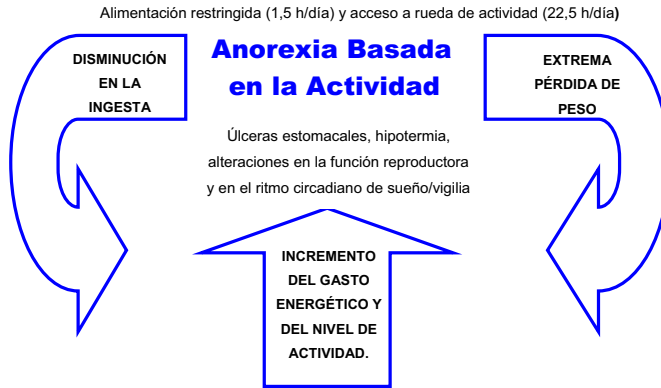 Alimentación restringida (1,5 h/día) y acceso a rueda de actividad (22,5 h/día)
DISMINUCIÓN
EN LA
INGESTA
Anorexia Basada
en la Actividad
EXTREMA
PÉRDIDA DE
PESO
Úlceras estomacales, hipotermia,
alteraciones en la función reproductora
y en el ritmo circadiano de sueño/vigilia
INCREMENTO
DEL GASTO
ENERGÉTICO Y
DEL NIVEL DE
ACTIVIDAD.